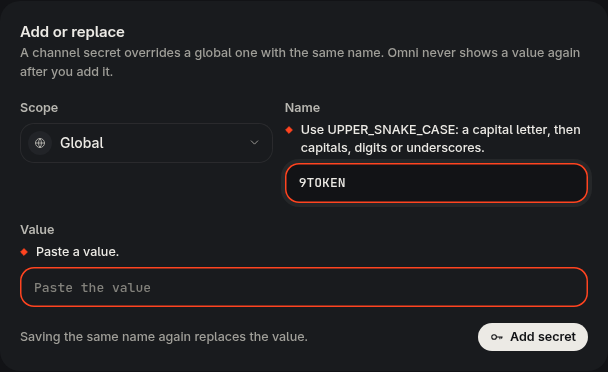 Add or replace
A channel secret overrides a global one with the same name. Omni never shows a value again
after you add it.
Scope
Name
Global
Use UPPER_SNAKE_CASE: a capital letter, then
capitals, digits or underscores.
9TOKEN
Value
Paste a value.
Paste the value
Saving the same name again replaces the value.
Add secret